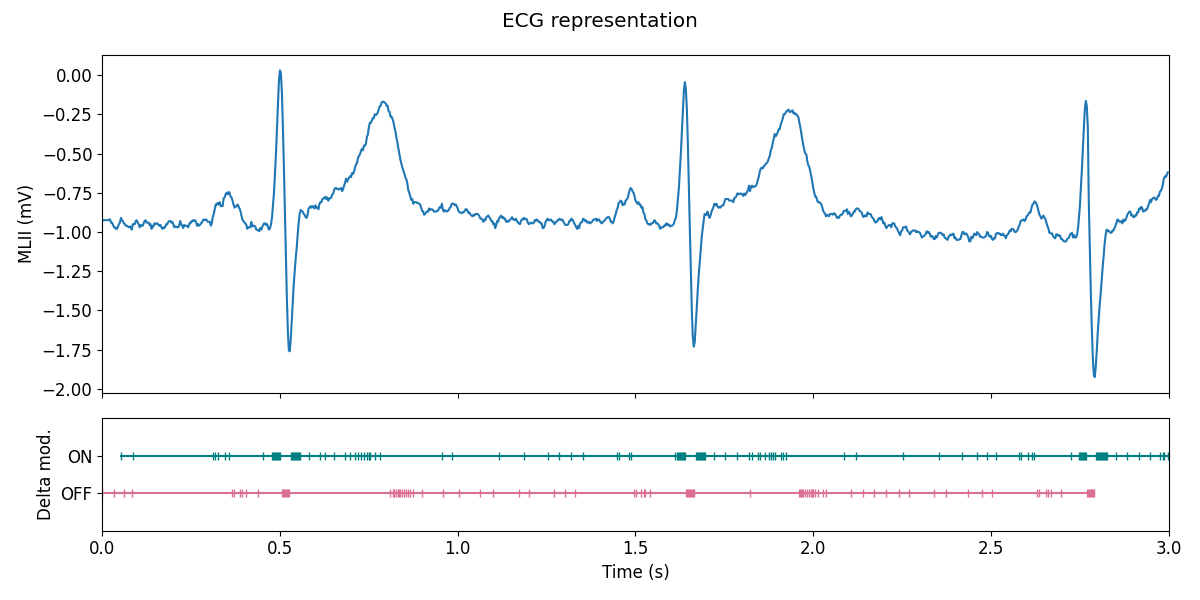 ECG representation
0.00
−0.25
−0.50
−0.75
−1.00
−1.25
−1.50
−1.75
−2.00
MLII (mV)
ON
OFF
Delta mod.
0.0 0.5 1.0 1.5 2.0 2.5 3.0
Time (s)